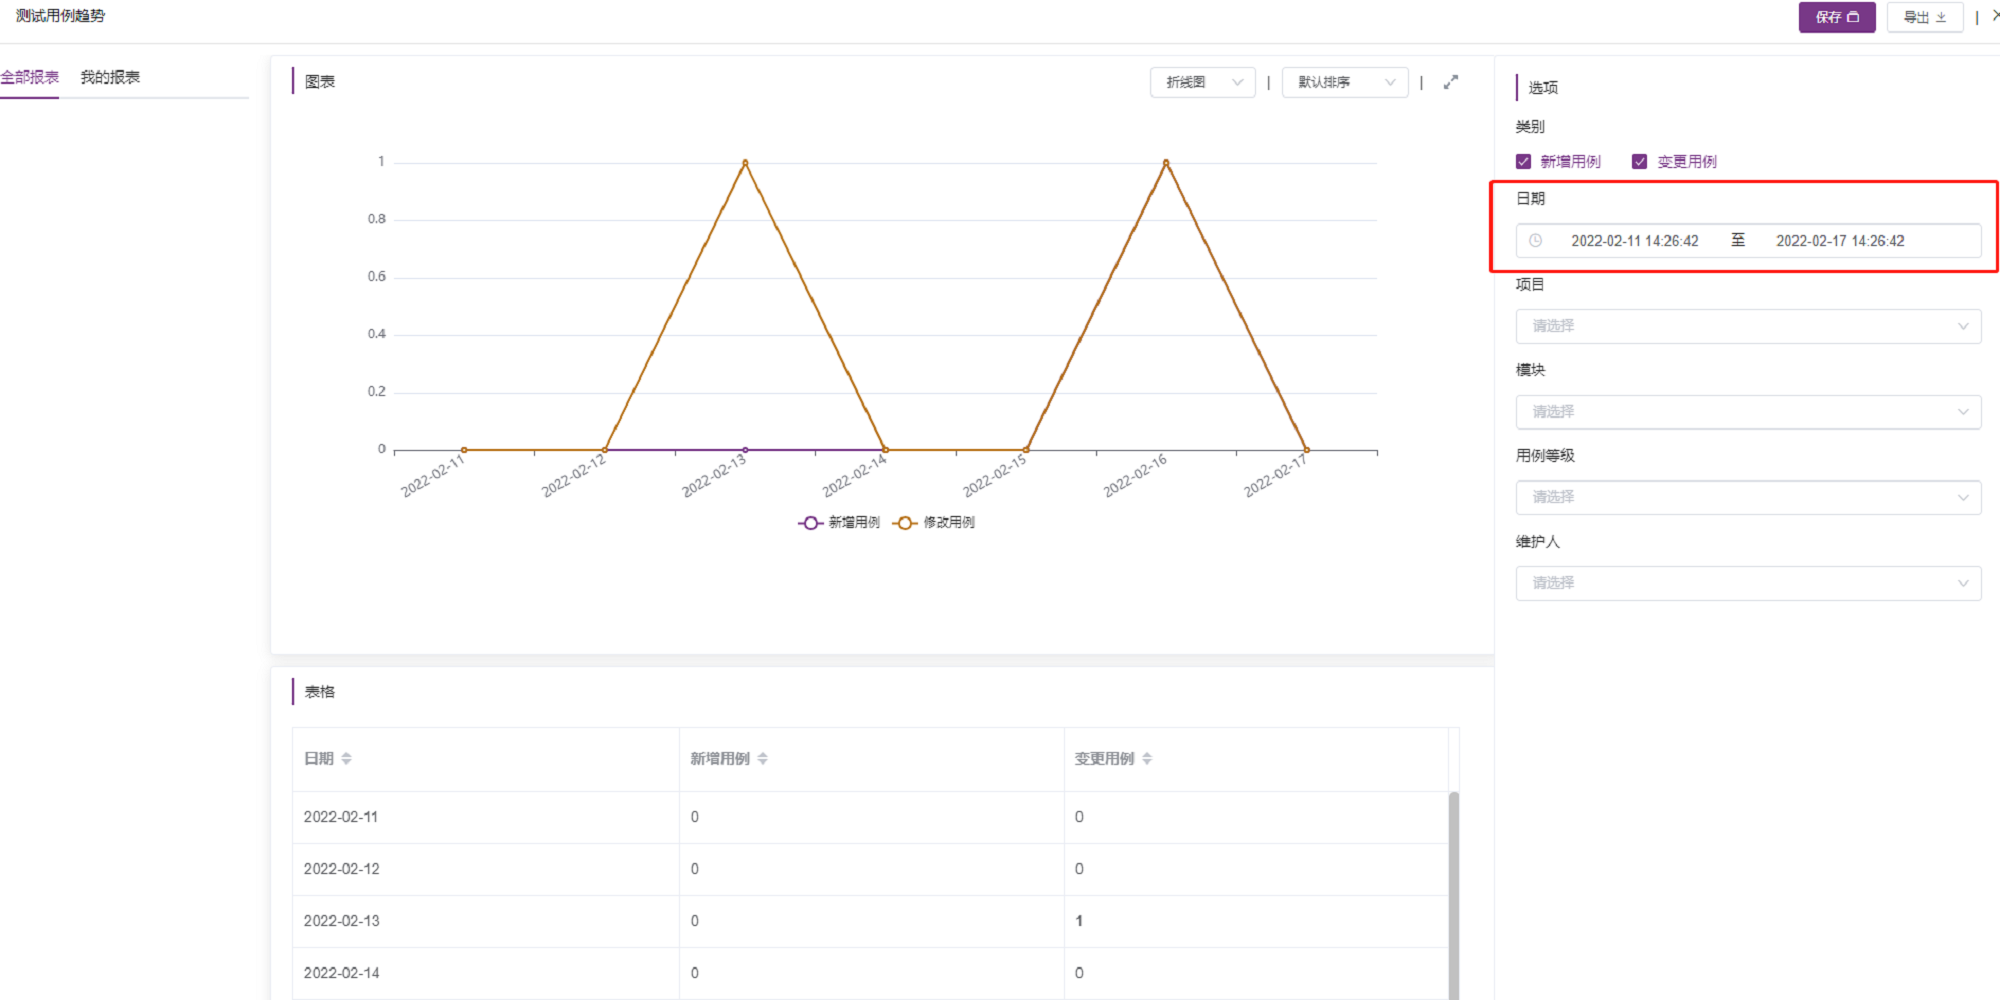 测试用例趋势
保存
导出
全部报表 我的报表
图表
折线图
默认排序
1
0.8
0.6
0.4
0.2
0
2022-02-11
2022-02-12
2022-02-13
2022-02-14
2022-02-15
2022-02-16
2022-02-17
新增用例 修改用例
选项
类别
新增用例 变更用例
日期
2022-02-11 14:26:42 至 2022-02-17 14:26:42
项目
请选择
模块
请选择
用例等级
请选择
维护人
请选择
表格
日期 新增用例 变更用例
2022-02-11 0 0
2022-02-12 0 0
2022-02-13 0 1
2022-02-14 0 0